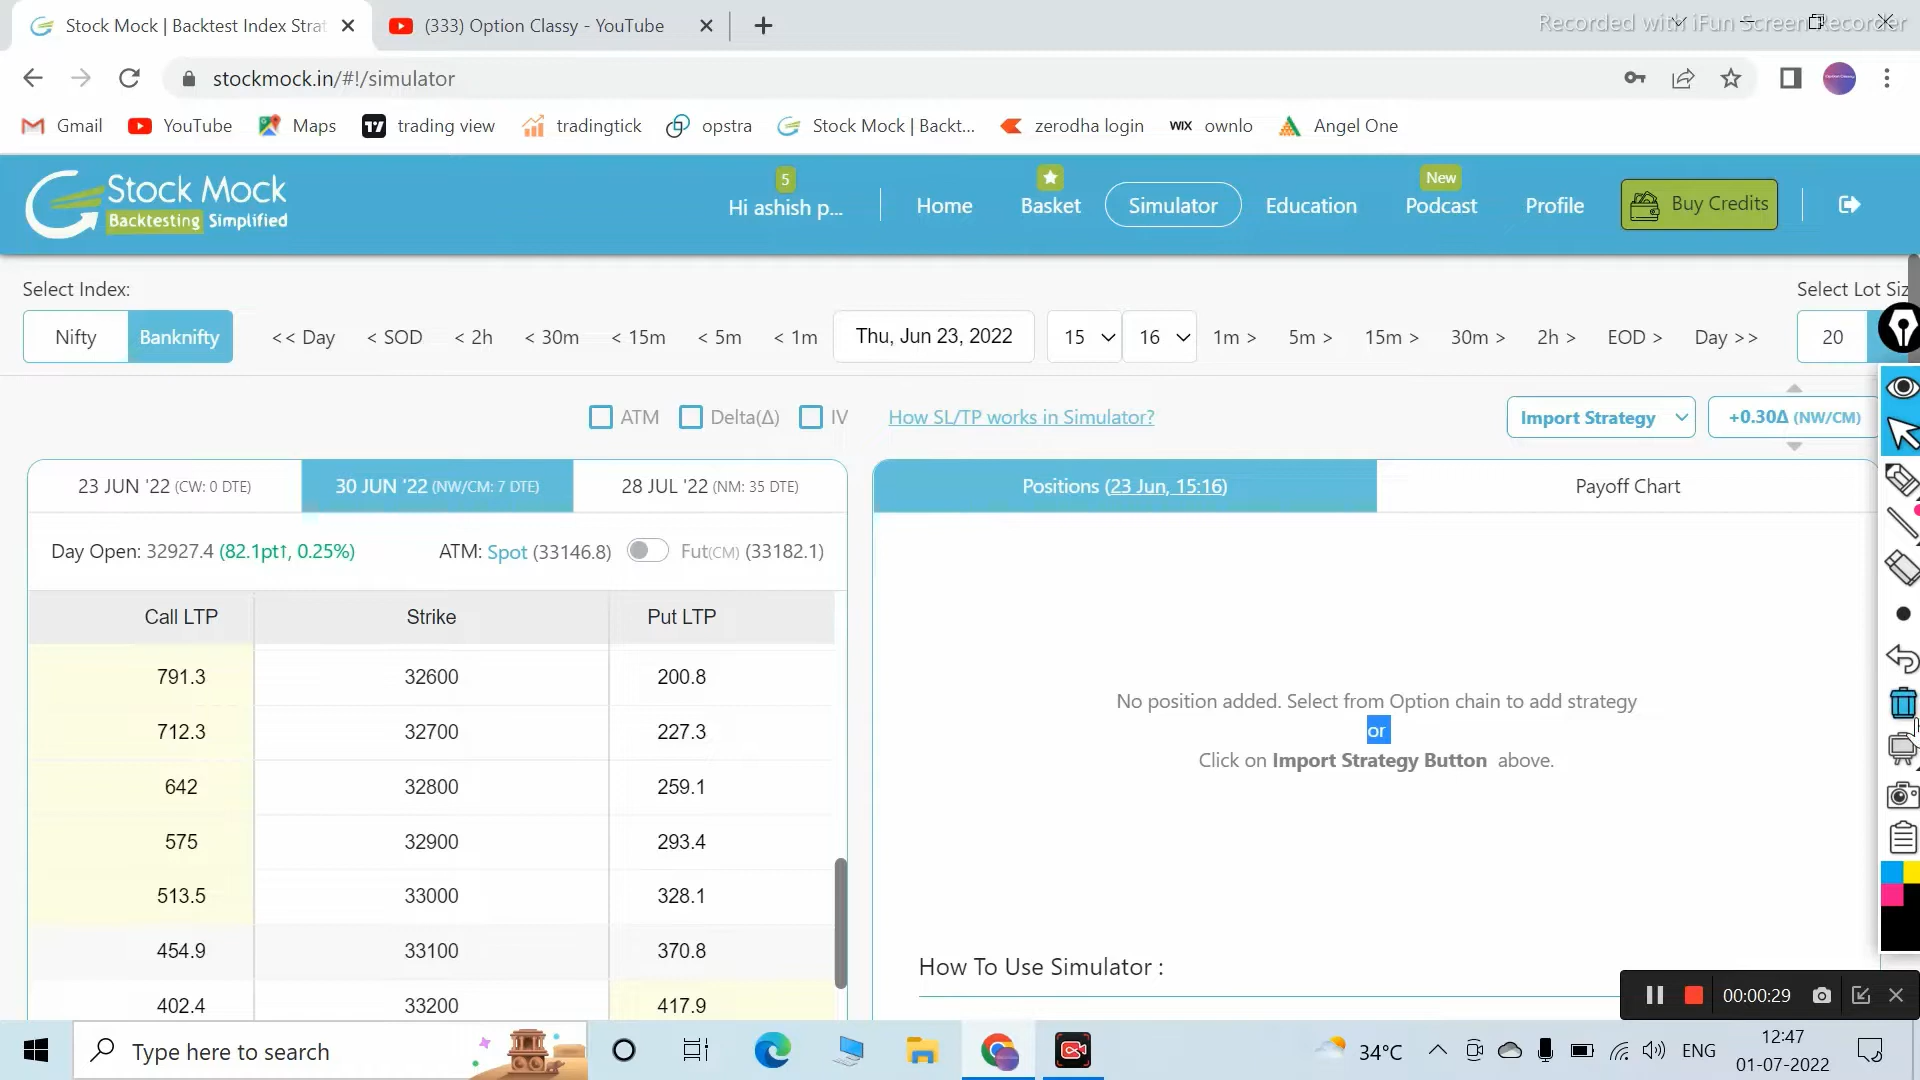 Stock Mock | Backtest Index Strat
(333) Option Classy - YouTube
Recorded with iFun Screen Recorder
stockmock.in/#!/simulator
Gmail
YouTube
Maps
trading view
tradingtick
opstra
Stock Mock | Backt...
zerodha login
WIX ownlo
Angel One
Stock Mock
Backtesting Simplified
5
Hi ashish p...
Home
Basket
Simulator
Education
New
Podcast
Profile
Buy Credits
Select Index:
Select Lot Siz
Nifty
Banknifty
<< Day
< SOD
< 2h
< 30m
< 15m
< 5m
< 1m
Thu, Jun 23, 2022
15
16
1m >
5m >
15m >
30m >
2h >
EOD >
Day >>
20
ATM
Delta(Δ)
IV
How SL/TP works in Simulator?
Import Strategy
+0.30Δ (NW/CM)
23 JUN '22 (CW: 0 DTE)
30 JUN '22 (NW/CM: 7 DTE)
28 JUL '22 (NM: 35 DTE)
Positions (23 Jun, 15:16)
Payoff Chart
Day Open: 32927.4 (82.1pt↑, 0.25%)
ATM: Spot (33146.8)
Fut(CM) (33182.1)
Call LTP Strike Put LTP
791.3 32600 200.8
712.3 32700 227.3
642 32800 259.1
575 32900 293.4
513.5 33000 328.1
454.9 33100 370.8
402.4 33200 417.9
No position added. Select from Option chain to add strategy
or
Click on Import Strategy Button above.
How To Use Simulator :
00:00:29
Type here to search
34°C
ENG
12:47
01-07-2022